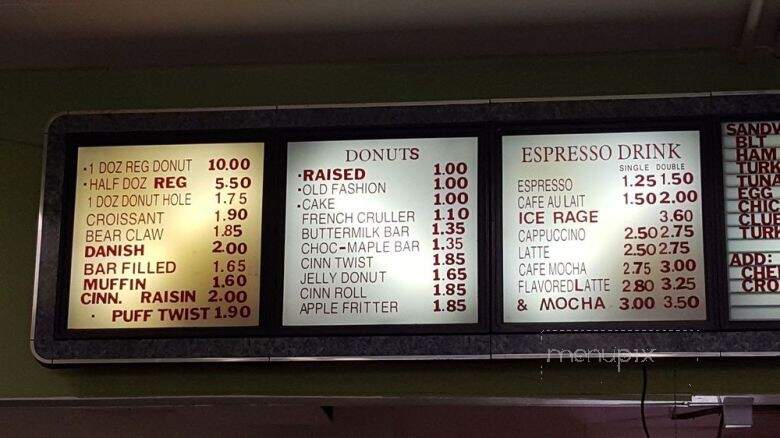 ·1 DOZ REG DONUT 10.00
·HALF DOZ REG 5.50
1 DOZ DONUT HOLE 1.75
CROISSANT 1.90
BEAR CLAW 1.85
DANISH 2.00
BAR FILLED 1.65
MUFFIN 1.60
CINN. RAISIN 2.00
· PUFF TWIST 1.90
DONUTS
·RAISED 1.00
·OLD FASHION 1.00
·CAKE 1.00
FRENCH CRULLER 1.10
BUTTERMILK BAR 1.35
CHOC-MAPLE BAR 1.35
CINN TWIST 1.85
JELLY DONUT 1.65
CINN ROLL 1.85
APPLE FRITTER 1.85
ESPRESSO DRINK
SINGLE DOUBLE
ESPRESSO 1.25 1.50
CAFE AU LAIT 1.50 2.00
ICE RAGE 3.60
CAPPUCCINO 2.50 2.75
LATTE 2.50 2.75
CAFE MOCHA 2.75 3.00
FLAVORED LATTE 2.80 3.25
& MOCHA 3.00 3.50
SANDV
BLT
HAM
TURK
TUNA
EGG
CHIC
CLUB
TURK
ADD:
CHE
CRO
menupix